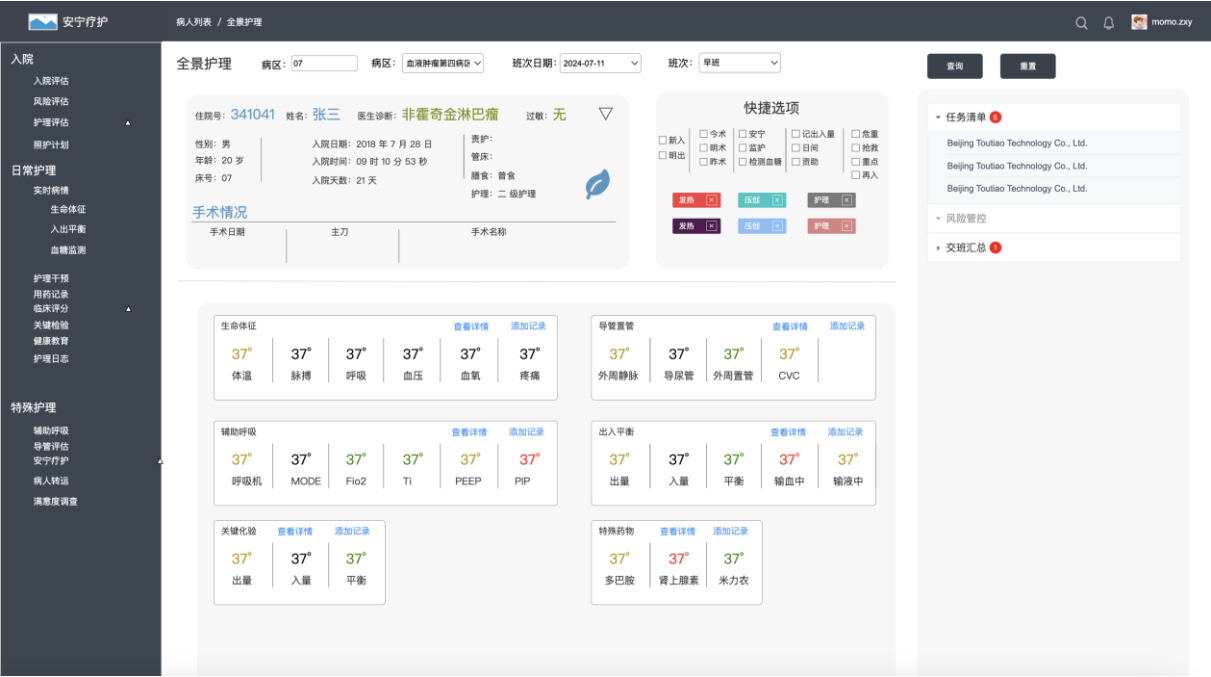 安宁疗护
病人列表 / 全景护理
momo.zxy
入院
入院评估
风险评估
护理评估
照护计划
日常护理
实时病情
生命体征
入出平衡
血糖监测
护理干预
用药记录
临床评分
关键检验
健康教育
护理日志
特殊护理
辅助呼吸
导管评估
安宁疗护
病人转运
满意度调查
全景护理 病区: 07 病区: 血液肿瘤第四病区 班次日期: 2024-07-11 班次: 早班 查询 重置
住院号: 341041 姓名: 张三 医生诊断: 非霍奇金淋巴瘤 过敏: 无
性别: 男
年龄: 20 岁
床号: 07
入院日期: 2018 年 7 月 28 日
入院时间: 09 时 10 分 53 秒
入院天数: 21 天
责护:
管床:
膳食: 普食
护理: 二 级护理
手术情况
手术日期 主刀 手术名称
快捷选项
新入
明出
今术
明术
昨术
安宁
监护
检测血糖
记出入量
日间
资助
危重
抢救
重点
再入
发热 压创 护理
发热 压创 护理
任务清单 5
Beijing Toutiao Technology Co., Ltd.
Beijing Toutiao Technology Co., Ltd.
Beijing Toutiao Technology Co., Ltd.
风险管控
交班汇总 1
生命体征 查看详情 添加记录
37° 37° 37° 37° 37° 37°
体温 脉搏 呼吸 血压 血氧 疼痛
导管置管 查看详情 添加记录
37° 37° 37° 37°
外周静脉 导尿管 外周置管 CVC
辅助呼吸 查看详情 添加记录
37° 37° 37° 37° 37° 37°
呼吸机 MODE Fio2 Ti PEEP PIP
出入平衡 查看详情 添加记录
37° 37° 37° 37° 37°
出量 入量 平衡 输血中 输液中
关键化验 查看详情 添加记录
37° 37° 37°
出量 入量 平衡
特殊药物 查看详情 添加记录
37° 37° 37°
多巴胺 肾上腺素 米力农